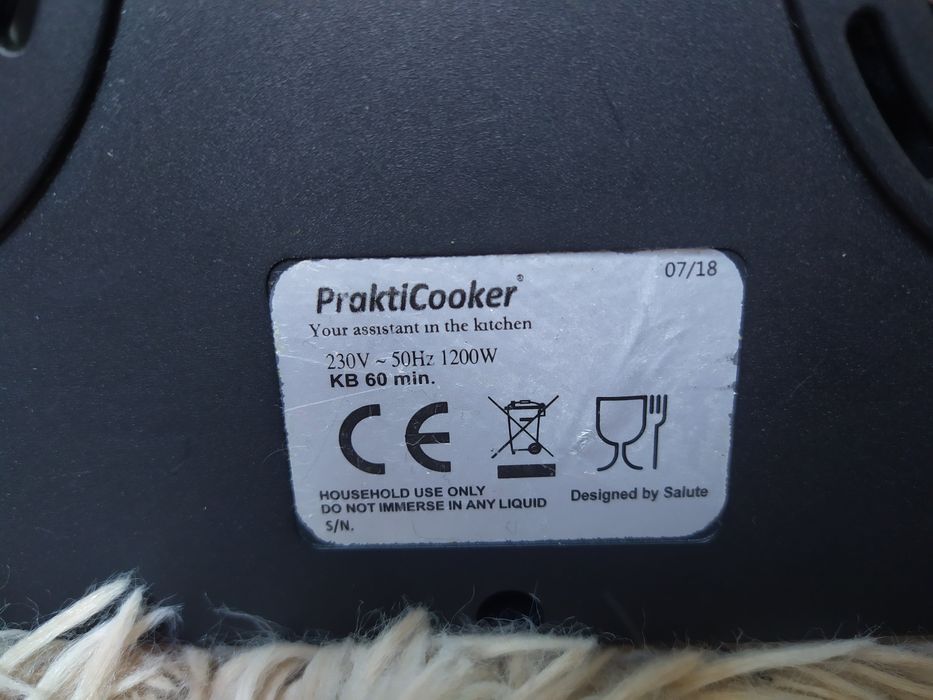 07/18
PraktiCooker®
Your assistant in the kitchen
230V ~ 50Hz 1200W
KB 60 min.
CE
HOUSEHOLD USE ONLY
DO NOT IMMERSE IN ANY LIQUID
Designed by Salute
S/N.